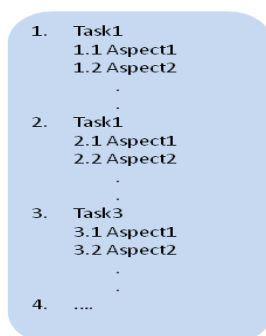 1. Task1
1.1 Aspect1
1.2 Aspect2
.
.
2. Task1
2.1 Aspect1
2.2 Aspect2
.
.
3. Task3
3.1 Aspect1
3.2 Aspect2
.
.
4. ....